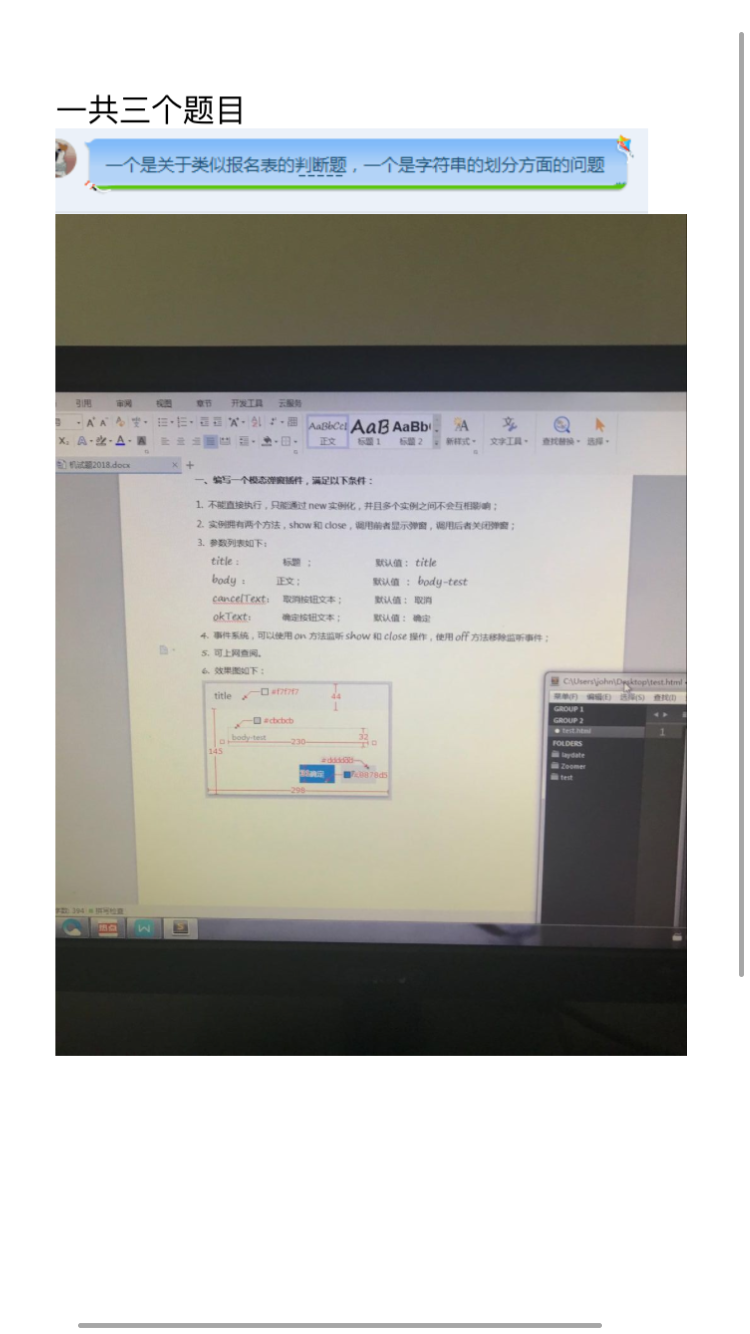 一共三个题目
一个是关于类似报名表的判断题，一个是字符串的划分方面的问题
引用 审阅 视图 章节 开发工具 云服务
AaBbCcI AaB AaBb
正文 标题 1 标题 2 新样式 文字工具 查找替换 选择
机试题2018.docx × +
一、编写一个模态弹窗插件，满足以下条件：
1. 不能直接执行，只能通过 new 实例化，并且多个实例之间不会互相影响；
2. 实例拥有两个方法，show 和 close，调用前者显示弹窗，调用后者关闭弹窗；
3. 参数列表如下：
title： 标题 ； 默认值： title
body ： 正文； 默认值 ： body-test
cancelText： 取消按钮文本； 默认值： 取消
okText： 确定按钮文本； 默认值： 确定
4. 事件系统，可以使用 on 方法监听 show 和 close 操作，使用 off 方法移除监听事件；
5. 可上网查阅。
6. 效果图如下：
title #f7f7f7 44
#cbcbcb
body-test 230 32
143
#dddddd
确定
298
C:\Users\john\Desktop\test.html
菜单(F) 编辑(E) 选择(S) 查找(I)
GROUP 1
GROUP 2
test.html 1
FOLDERS
laydate
Zoomer
test